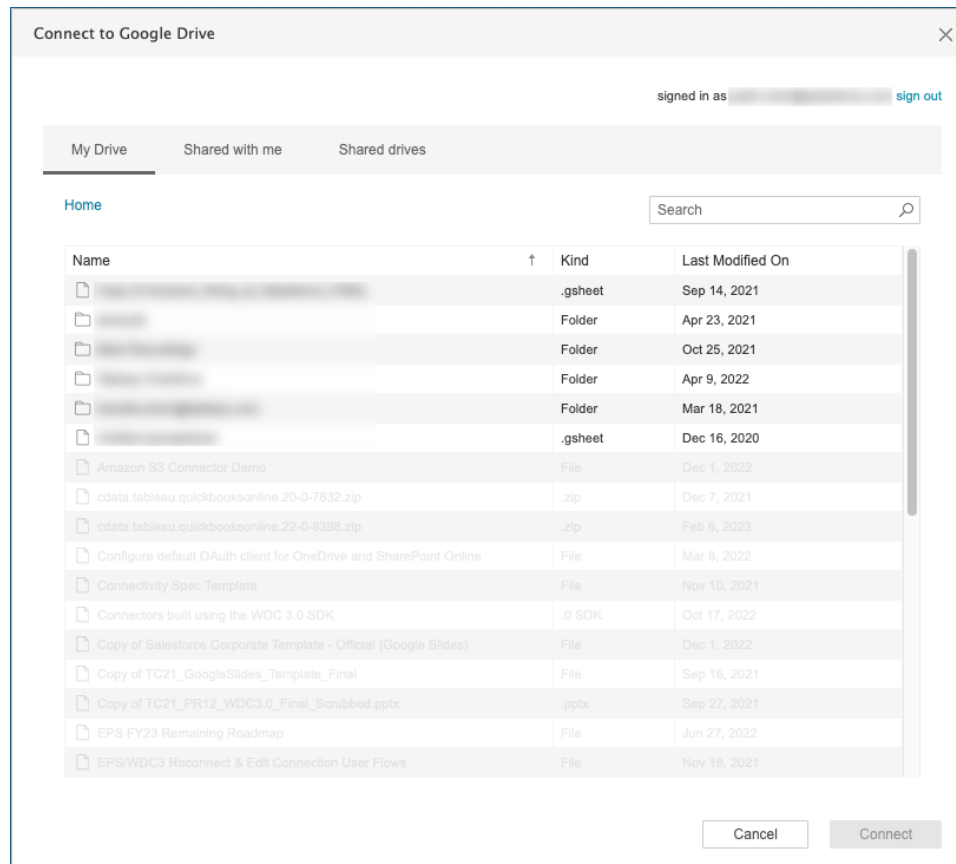 Connect to Google Drive
signed in as sign out
My Drive Shared with me Shared drives
Home Search
Name ↑ Kind Last Modified On
.gsheet Sep 14, 2021
Folder Apr 23, 2021
Folder Oct 25, 2021
Folder Apr 9, 2022
Folder Mar 18, 2021
.gsheet Dec 16, 2020
Amazon S3 Connector Demo File Dec 1, 2022
cdata.tableau.quickbooksonline.20-0-7832.zip .zip Dec 7, 2021
cdata.tableau.quickbooksonline.22-0-8398.zip .zip Feb 6, 2023
Configure default OAuth client for OneDrive and SharePoint Online File Mar 8, 2022
Connectivity Spec Template File Nov 10, 2021
Connectors built using the WDC 3.0 SDK .0 SDK Oct 17, 2022
Copy of Salesforce Corporate Template - Official (Google Slides) File Dec 1, 2022
Copy of TC21_GoogleSlides_Template_Final File Sep 16, 2021
Copy of TC21_PR12_WDC3.0_Final_Scrubbed.pptx .pptx Sep 27, 2021
EPS FY23 Remaining Roadmap File Jun 27, 2022
EPS/WDC3 Reconnect & Edit Connection User Flows File Nov 18, 2021
Cancel Connect